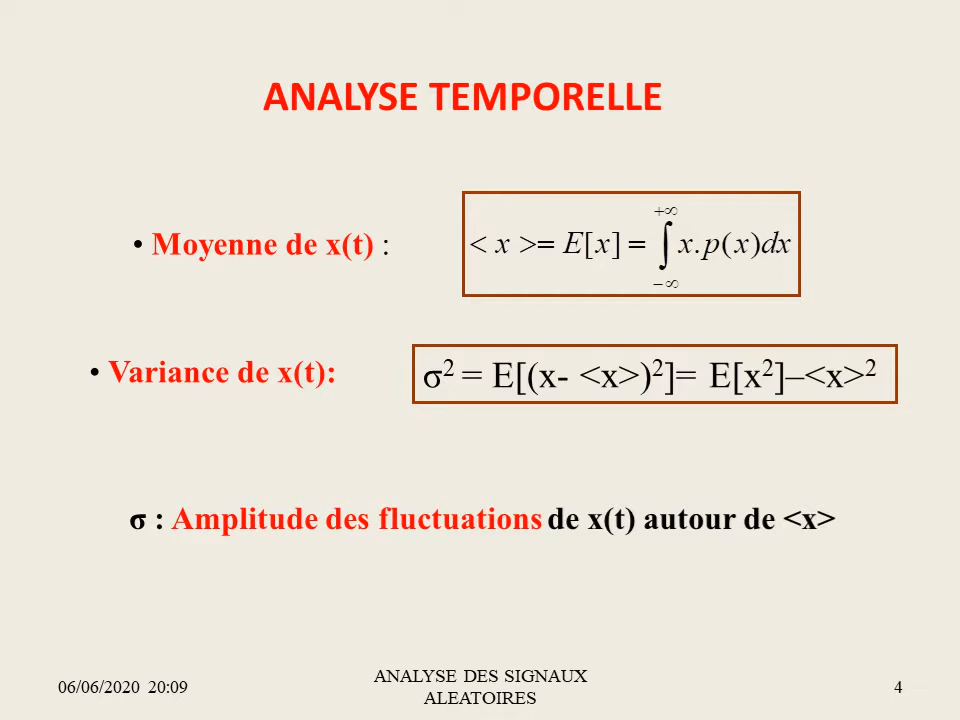 ANALYSE TEMPORELLE
• Moyenne de x(t) :
< x >= E[x] = ∫_{−∞}^{+∞} x.p(x)dx
• Variance de x(t):
σ² = E[(x- <x>)²]= E[x²]–<x>²
σ : Amplitude des fluctuations de x(t) autour de <x>
06/06/2020 20:09
ANALYSE DES SIGNAUX
ALEATOIRES
4